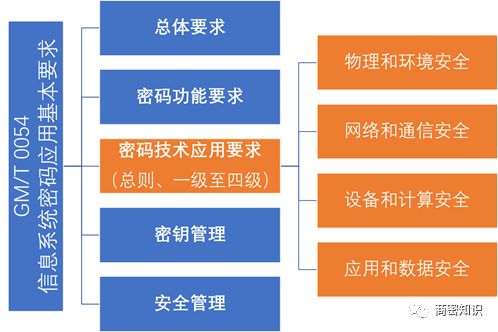 GM/T 0054
信息系统密码应用基本要求
总体要求
密码功能要求
密码技术应用要求
（总则、一级至四级）
密钥管理
安全管理
物理和环境安全
网络和通信安全
设备和计算安全
应用和数据安全
商密知识